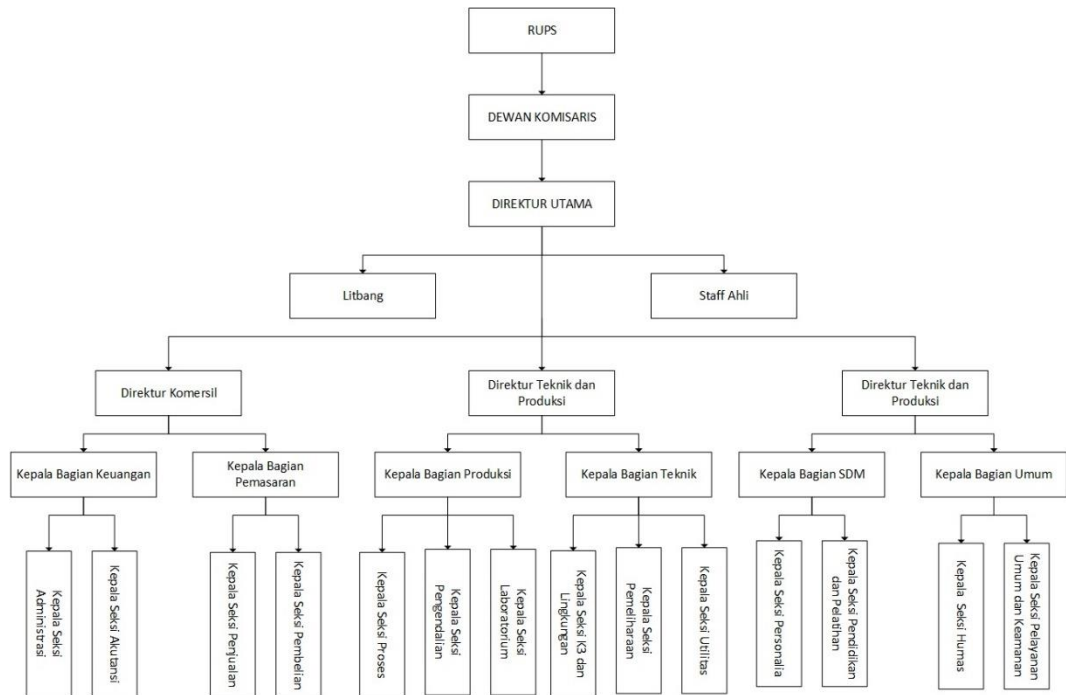 RUPS
DEWAN KOMISARIS
DIREKTUR UTAMA
Litbang
Staff Ahli
Direktur Komersil
Direktur Teknik dan
Produksi
Direktur Teknik dan
Produksi
Kepala Bagian Keuangan
Kepala Bagian
Pemasaran
Kepala Bagian Produksi
Kepala Bagian Teknik
Kepala Bagian SDM
Kepala Bagian Umum
Kepala Seksi
Administrasi
Kepala Seksi Akutansi
Kepala Seksi Penjualan
Kepala Seksi Pembelian
Kepala Seksi Proses
Kepala Seksi
Pengendalian
Kepala Seksi
Laboratorium
Kepala Seksi K3 dan
Lingkungan
Kepala Seksi
Pemeliharaan
Kepala Seksi Utilitas
Kepala Seksi Personalia
Kepala Seksi Pendidikan
dan Pelatihan
Kepala Seksi Humas
Kepala Seksi Pelayanan
Umum dan Keamanan